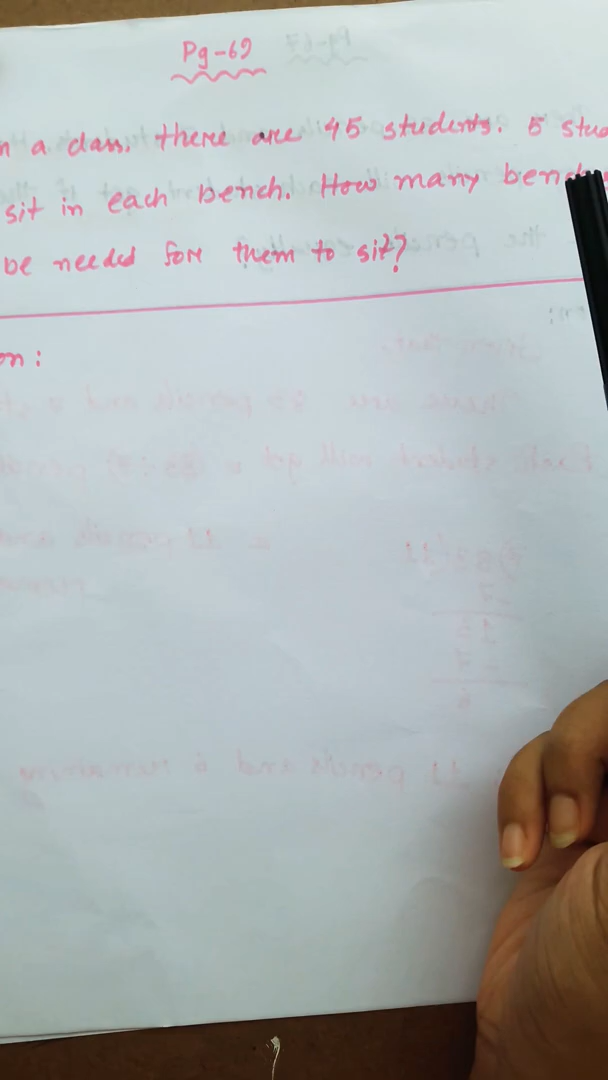 Pg-69
n a class, there are 45 students. 5 stu
sit in each bench. How many bench
be needed for them to sit?
on: